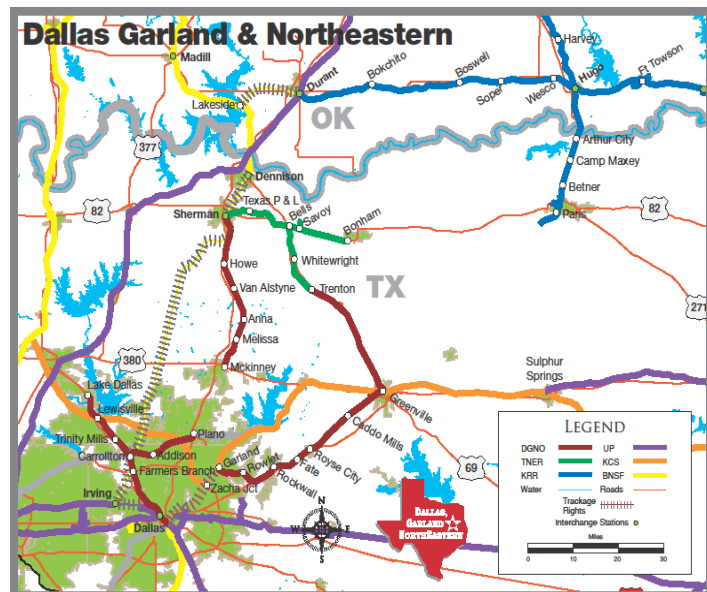 Dallas Garland & Northeastern
Harvey
Madill
Durant
Bokchito
Boswell
Soper
Wesco
Hugo
Ft Towson
Lakeside
OK
377
Arthur City
Camp Maxey
Dennison
Betner
82
Sherman
Texas P & L
Bells
Savoy
Bonham
Paris
82
Howe
Whitewright
Van Alstyne
Trenton
TX
271
Anna
Melissa
380
Mckinney
Sulphur
Springs
Lake Dallas
Lewisville
Greenville
Caddo Mills
Trinity Mills
Plano
Carrollton
Addison
Garland
Rowlet
Royse City
Fate
Rockwall
Farmers Branch
Zacha Jct
69
Irving
Dallas
N
W
E
S
DALLAS,
GARLAND
NORTHEASTERN
LEGEND
DGNO
UP
TNER
KCS
KRR
BNSF
Water
Roads
Trackage
Rights
Interchange Stations
Miles
0
10
20
30